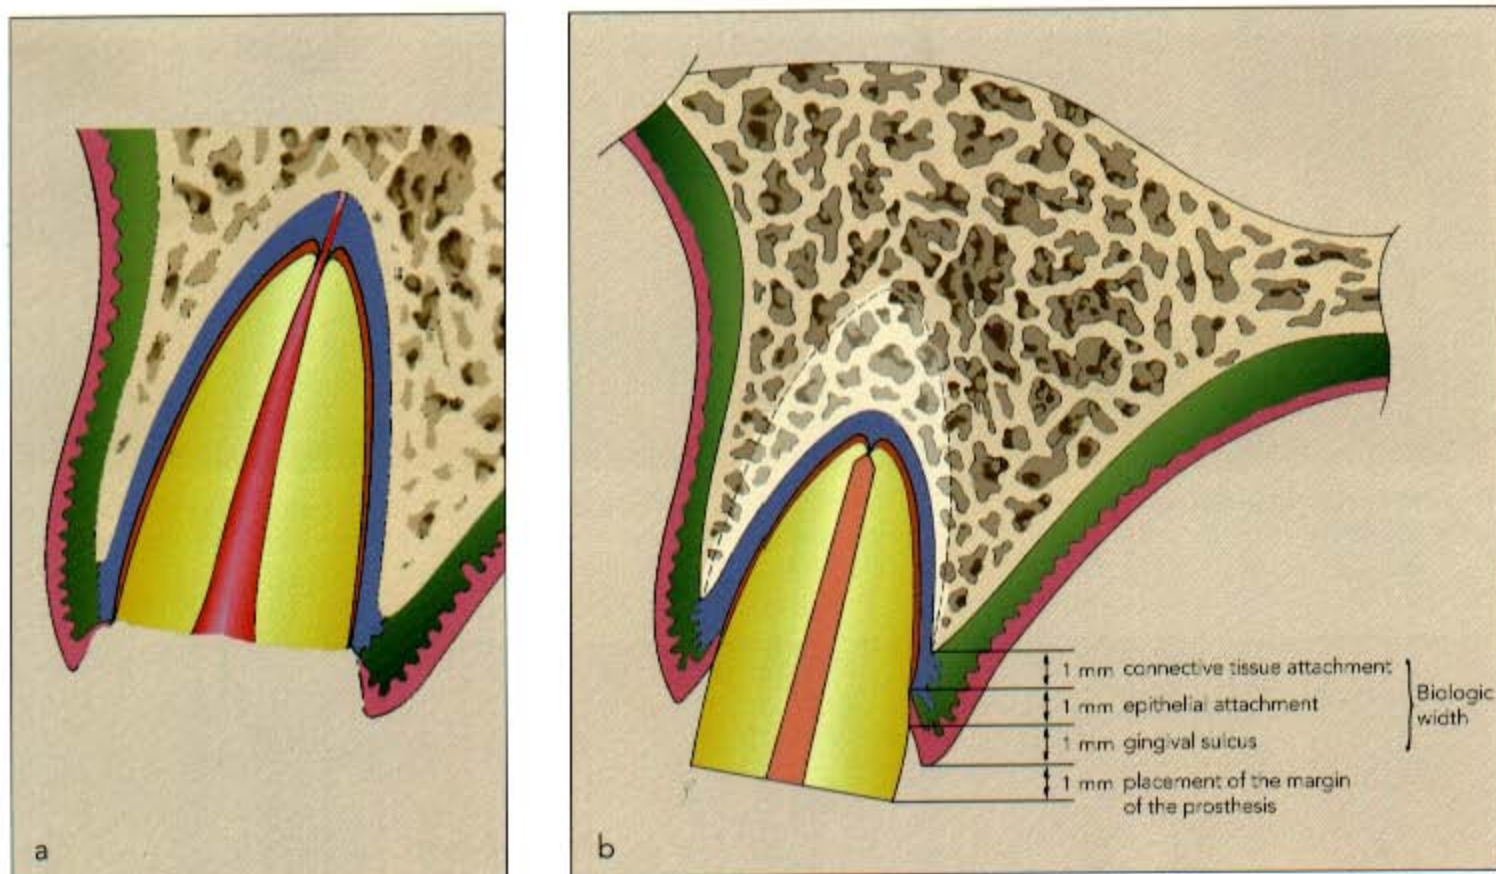 a
b
1 mm connective tissue attachment
1 mm epithelial attachment
1 mm gingival sulcus
1 mm placement of the margin
of the prosthesis
Biologic
width